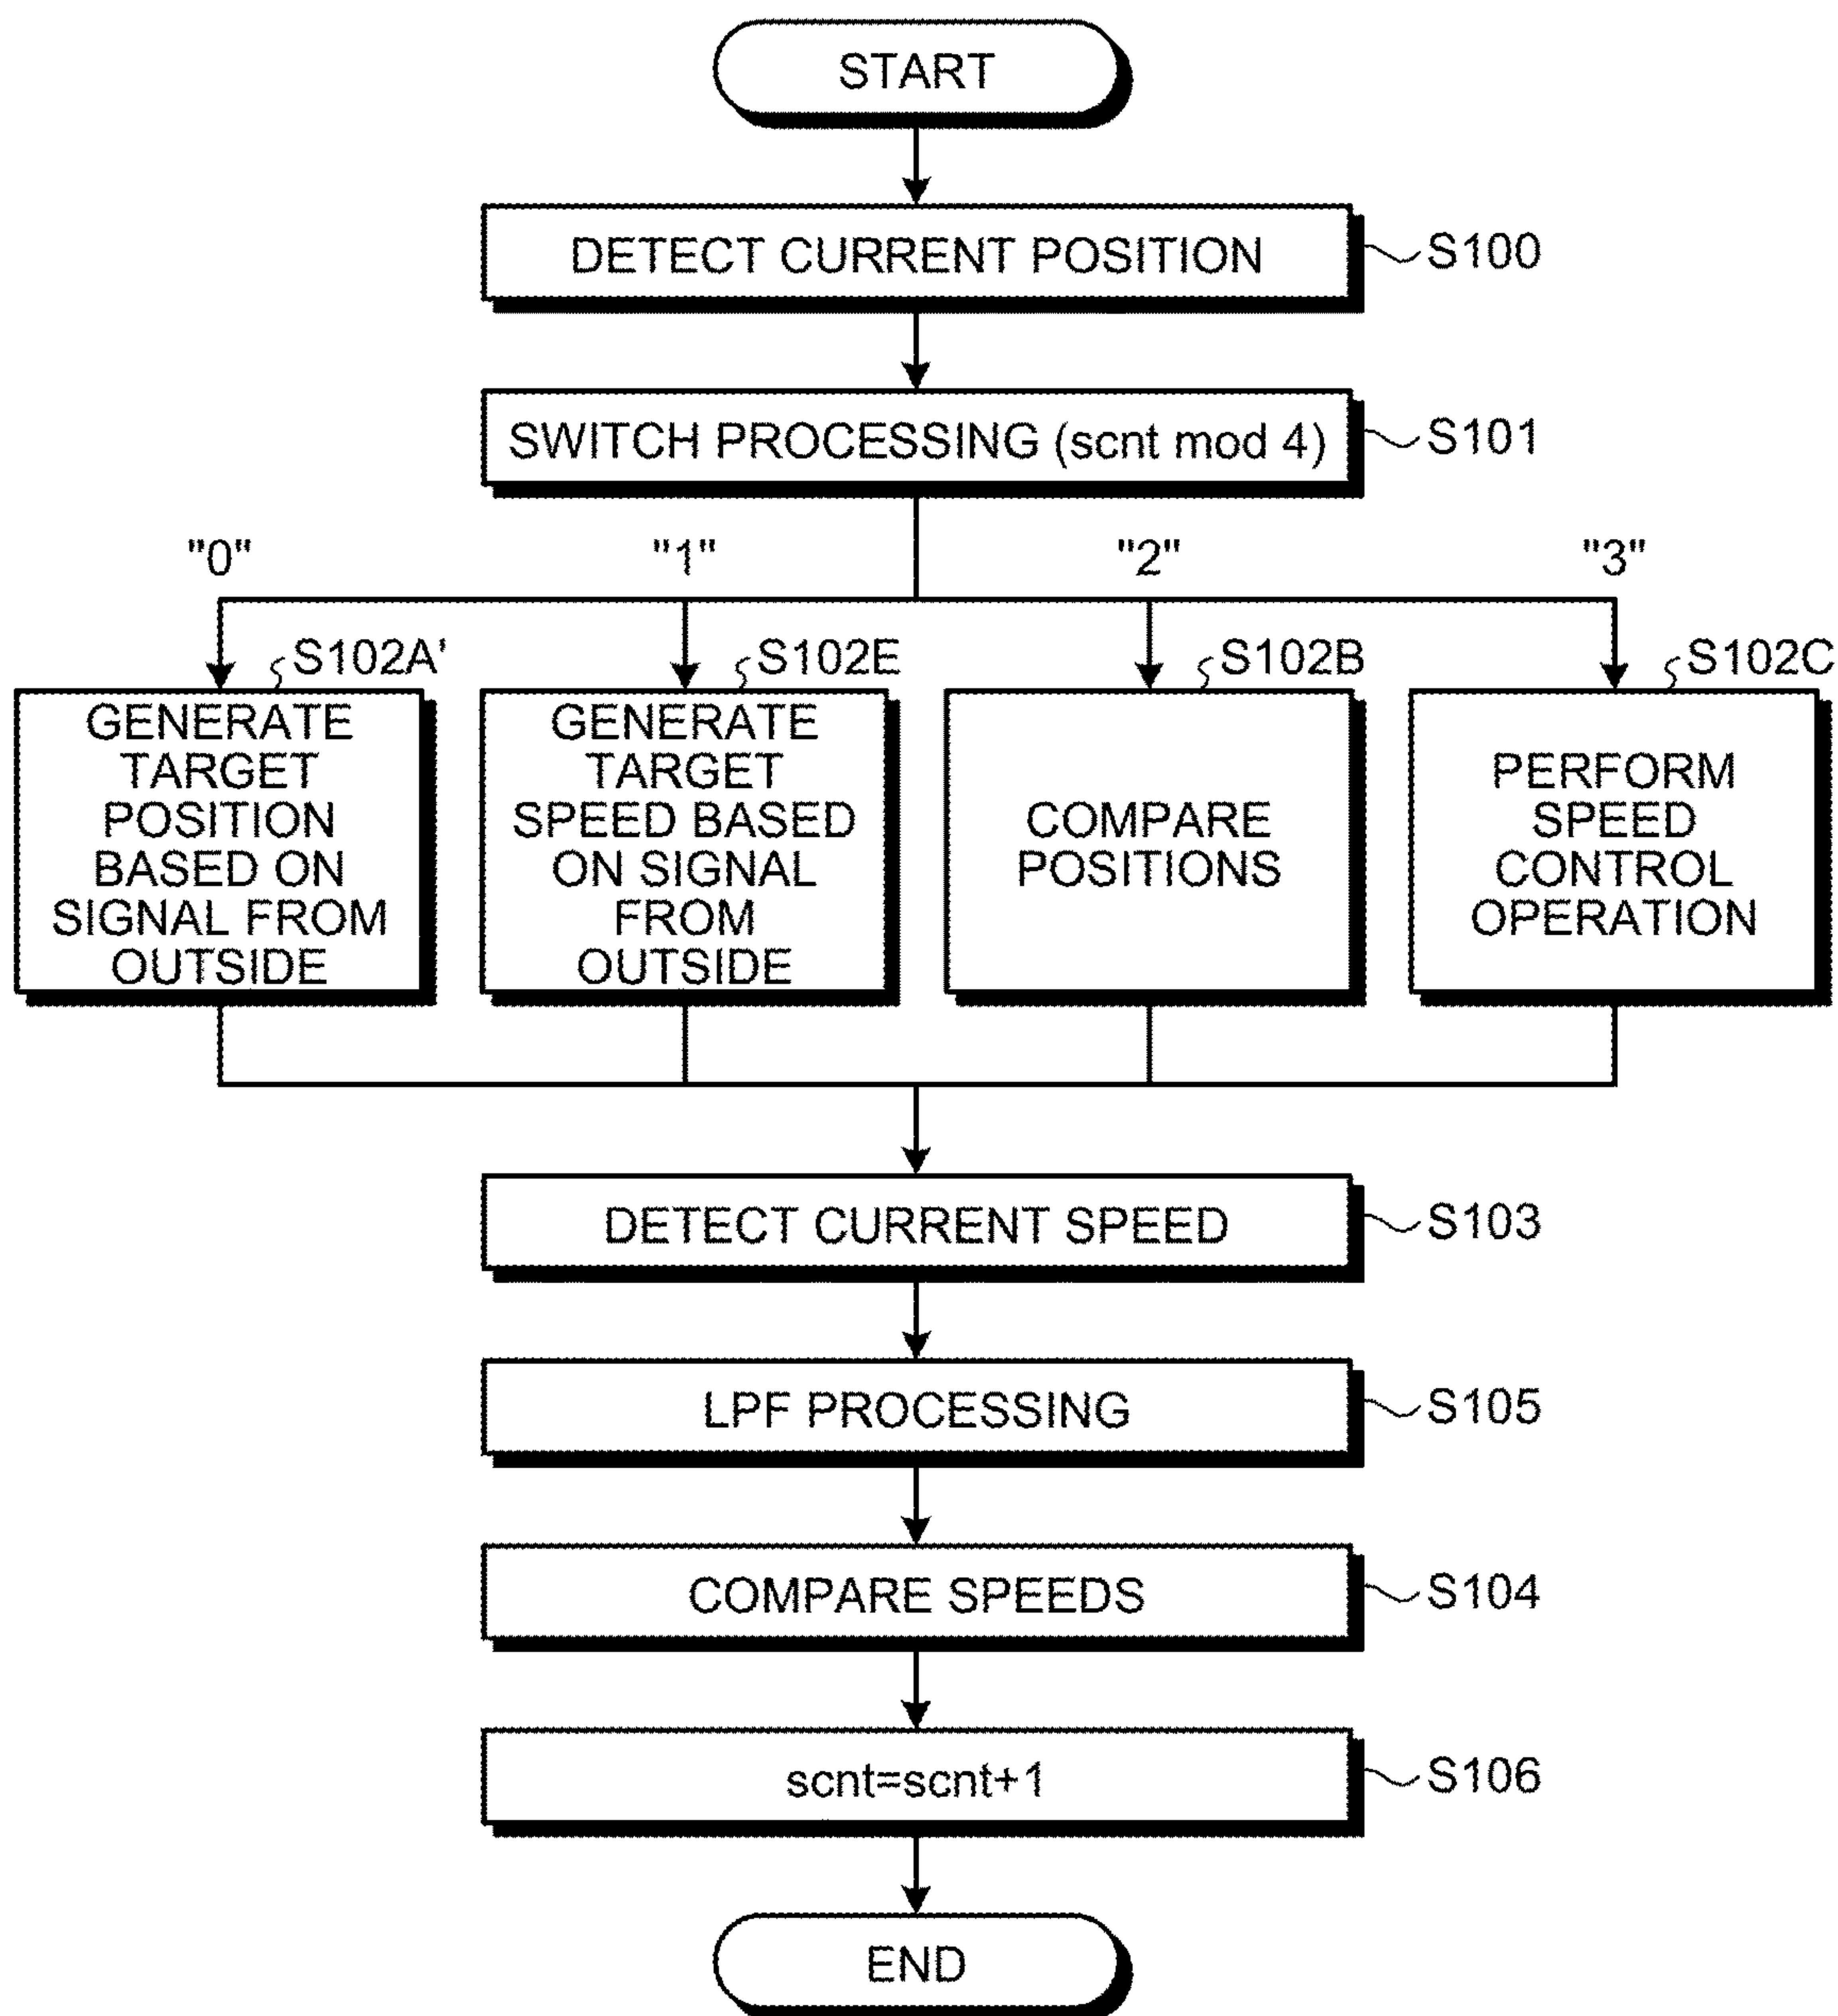 START
DETECT CURRENT POSITION
S100
SWITCH PROCESSING (scnt mod 4)
S101
"0"
"1"
"2"
"3"
S102A'
GENERATE
TARGET
POSITION
BASED ON
SIGNAL FROM
OUTSIDE
S102E
GENERATE
TARGET
SPEED BASED
ON SIGNAL
FROM
OUTSIDE
S102B
COMPARE
POSITIONS
S102C
PERFORM
SPEED
CONTROL
OPERATION
DETECT CURRENT SPEED
S103
LPF PROCESSING
S105
COMPARE SPEEDS
S104
scnt=scnt+1
S106
END